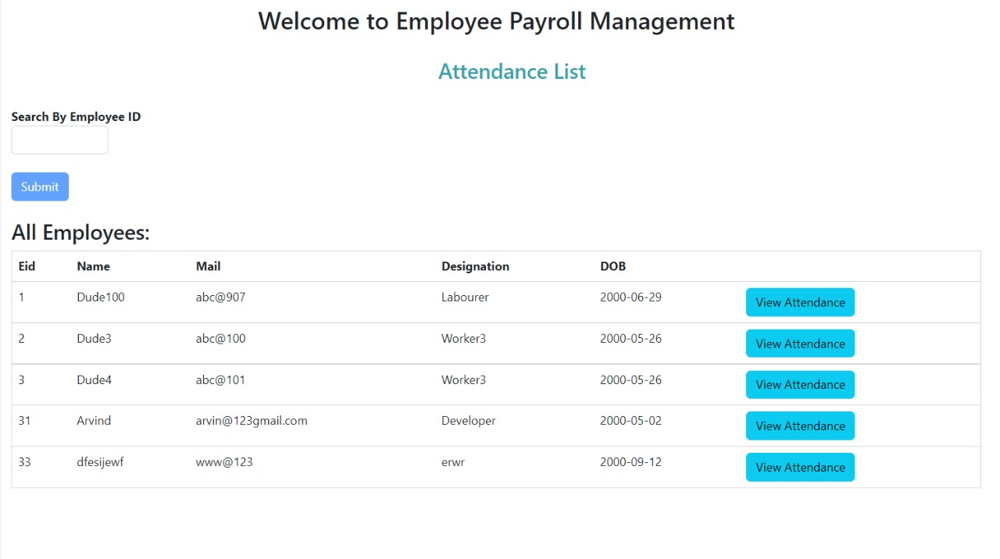 Welcome to Employee Payroll Management
Attendance List
Search By Employee ID
Submit
All Employees:
Eid Name Mail Designation DOB
1 Dude100 abc@907 Labourer 2000-06-29 View Attendance
2 Dude3 abc@100 Worker3 2000-05-26 View Attendance
3 Dude4 abc@101 Worker3 2000-05-26 View Attendance
31 Arvind arvin@123gmail.com Developer 2000-05-02 View Attendance
33 dfesijewf www@123 erwr 2000-09-12 View Attendance